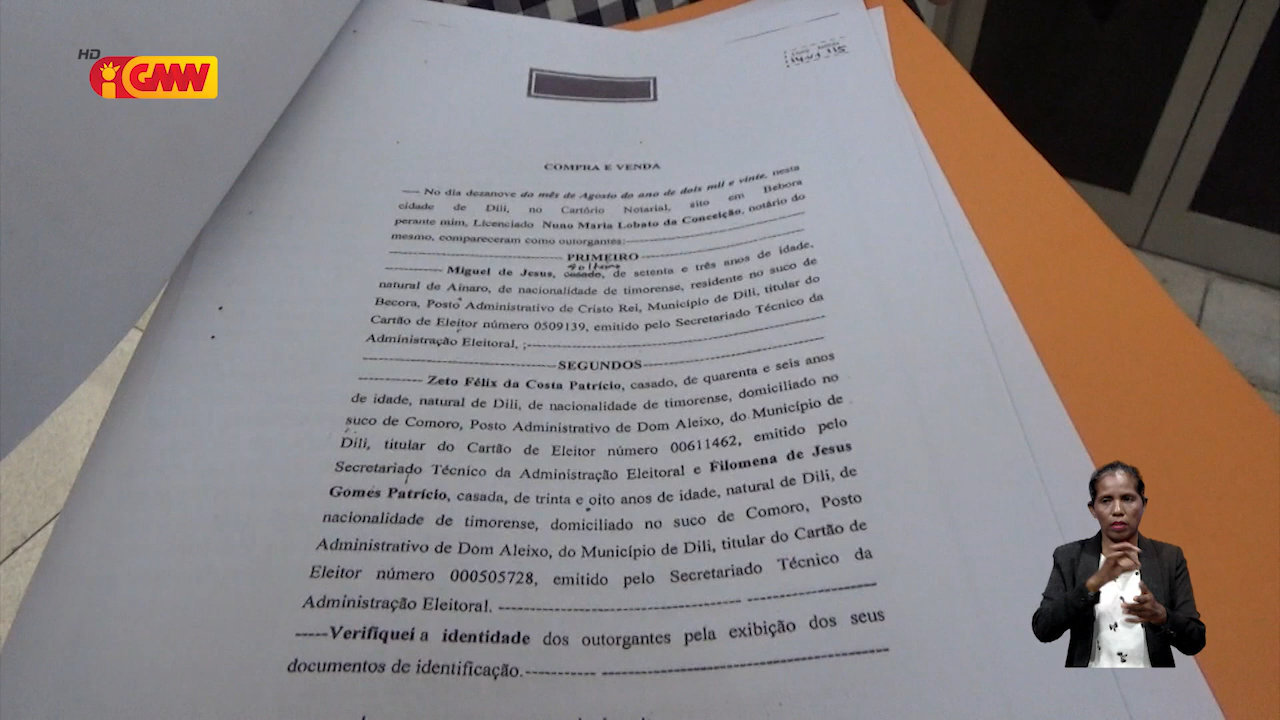 HD
GMW
COMPRA E VENDA
---- No dia dezanove do mês de Agosto do ano de dois mil e vinte, nesta
cidade de Dili, no Cartório Notarial, sito em Bebora
perante mim, Licenciado Nuno Maria Lobato da Conceição, notário do
mesmo, compareceram como outorgantes:--------------------
--------------------PRIMEIRO--------------------
----------- Miguel de Jesus, casado, de setenta e três anos de idade,
natural de Ainaro, de nacionalidade de timorense, residente no suco de
Becora, Posto Administrativo de Cristo Rei, Município de Dili, titular do
Cartão de Eleitor número 0509139, emitido pelo Secretariado Técnico da
Administração Eleitoral, ;--------------------
--------------------SEGUNDOS--------------------
----------- Zeto Félix da Costa Patrício, casado, de quarenta e seis anos
de idade, natural de Dili, de nacionalidade de timorense, domiciliado no
suco de Comoro, Posto Administrativo de Dom Aleixo, do Município de
Dili, titular do Cartão de Eleitor número 00611462, emitido pelo
Secretariado Técnico da Administração Eleitoral e Filomena de Jesus
Gomes Patrício, casada, de trinta e oito anos de idade, natural de Dili, de
nacionalidade de timorense, domiciliado no suco de Comoro, Posto
Administrativo de Dom Aleixo, do Município de Dili, titular do Cartão de
Eleitor número 000505728, emitido pelo Secretariado Técnico da
Administração Eleitoral. --------------------
-----Verifiquei a identidade dos outorgantes pela exibição dos seus
documentos de identificação.--------------------